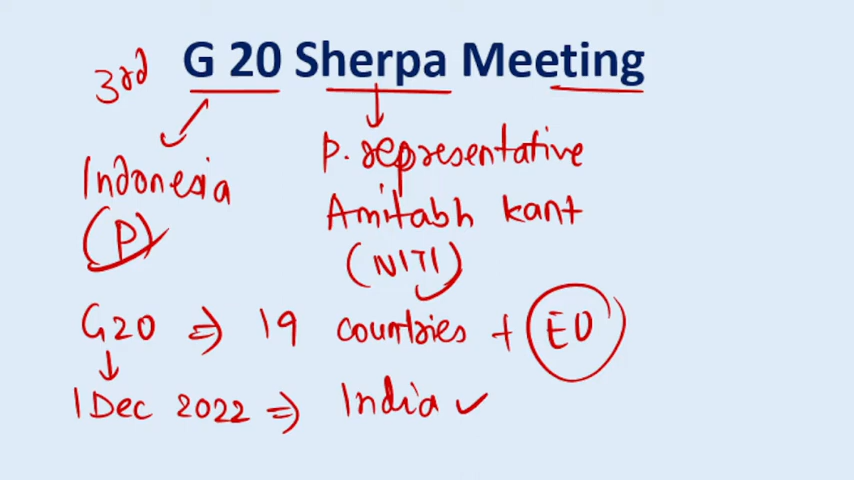 3rd G 20 Sherpa Meeting
P. representative
Indonesia
Amitabh kant
(P)
(NITI)
G20 ⇒ 19 countries + EU
1 Dec 2022 ⇒ India ✓